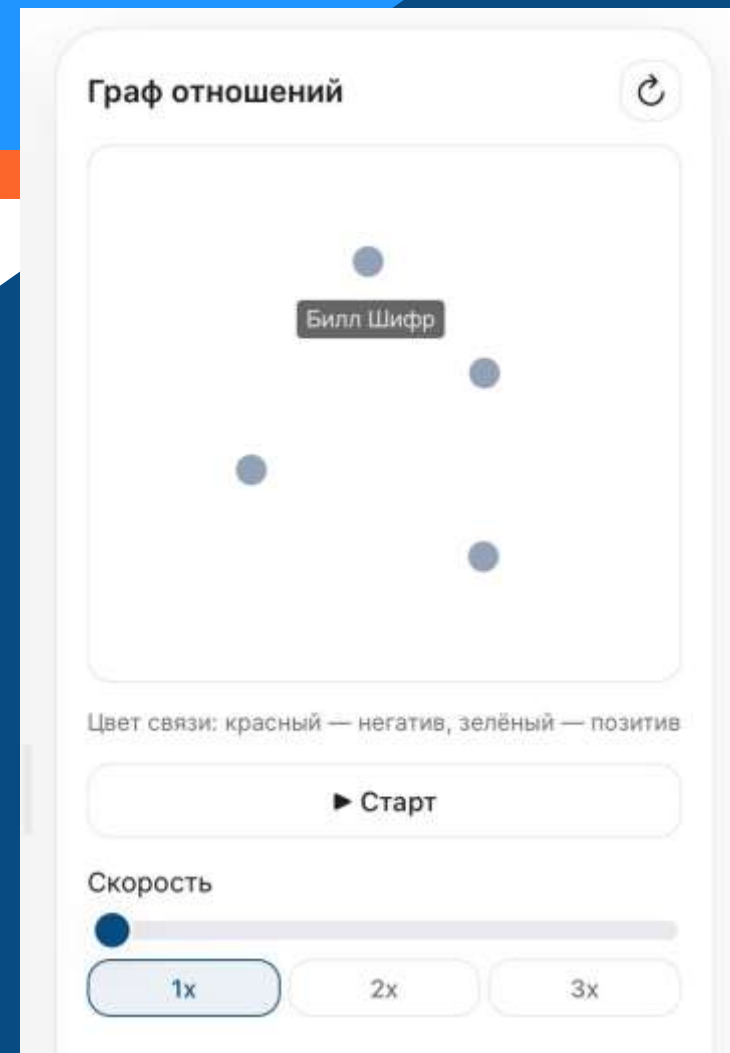 Граф отношений
Билл Шифр
Цвет связи: красный — негатив, зелёный — позитив
Старт
Скорость
1x
2x
3x